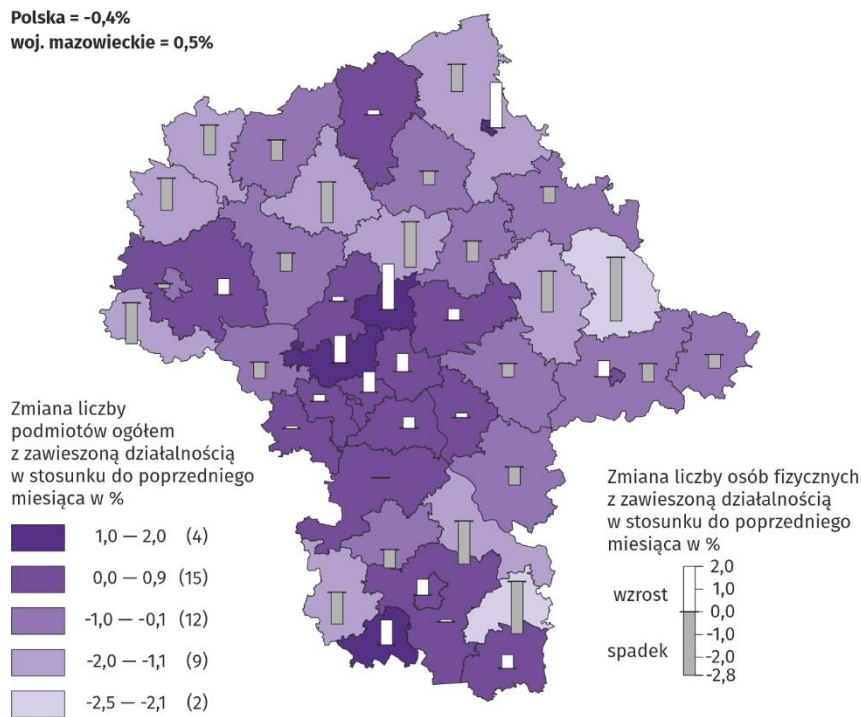 Polska = -0,4%
woj. mazowieckie = 0,5%
Zmiana liczby
podmiotów ogółem
z zawieszoną działalnością
w stosunku do poprzedniego
miesiąca w %
1,0 — 2,0 (4)
0,0 — 0,9 (15)
-1,0 — -0,1 (12)
-2,0 — -1,1 (9)
-2,5 — -2,1 (2)
Zmiana liczby osób fizycznych
z zawieszoną działalnością
w stosunku do poprzedniego
miesiąca w %
wzrost
spadek
2,0
1,0
0,0
-1,0
-2,0
-2,8